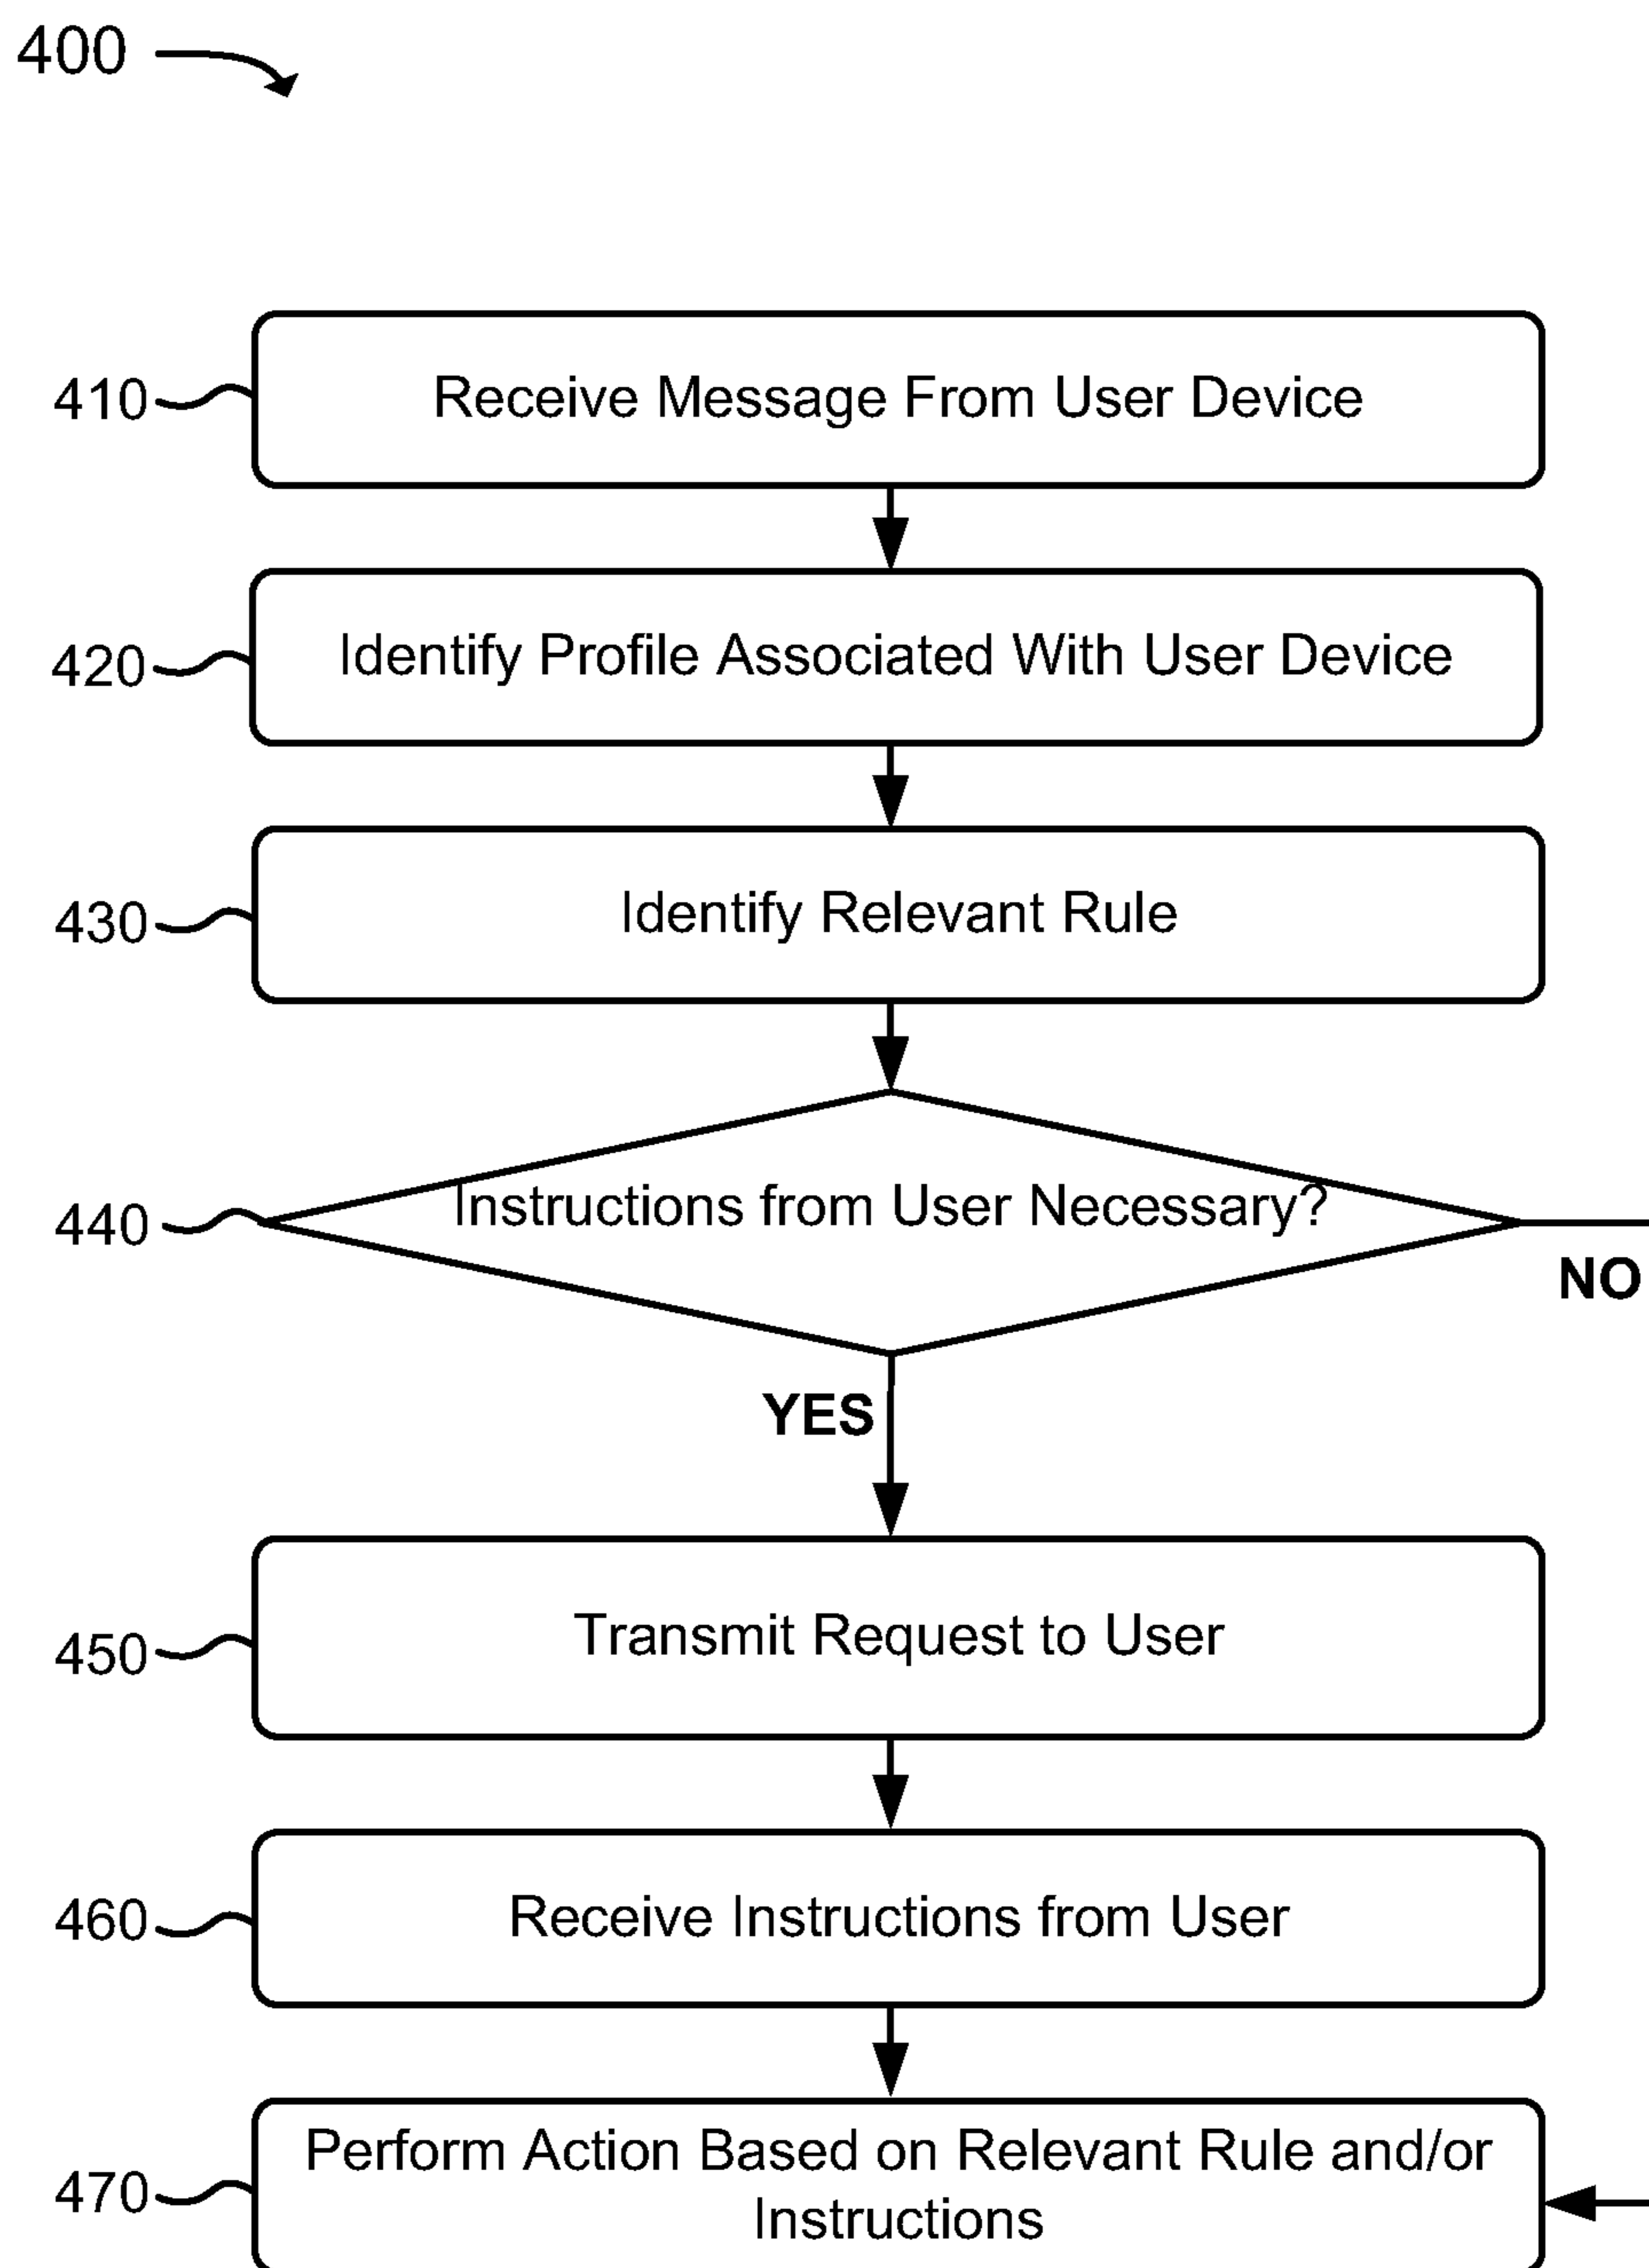 400
410
Receive Message From User Device
420
Identify Profile Associated With User Device
430
Identify Relevant Rule
440
Instructions from User Necessary?
NO
YES
450
Transmit Request to User
460
Receive Instructions from User
470
Perform Action Based on Relevant Rule and/or
Instructions